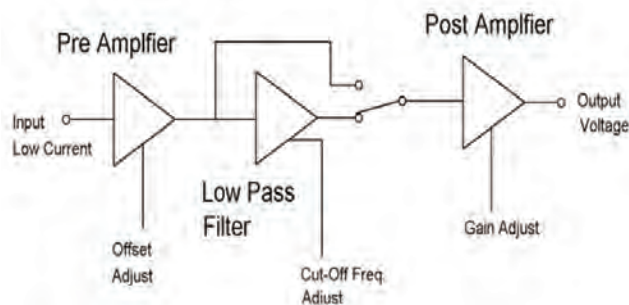 Pre Amplfier
Post Amplfier
Input
Low Current
Output
Voltage
Low Pass
Filter
Offset
Adjust
Cut-Off Freq.
Adjust
Gain Adjust